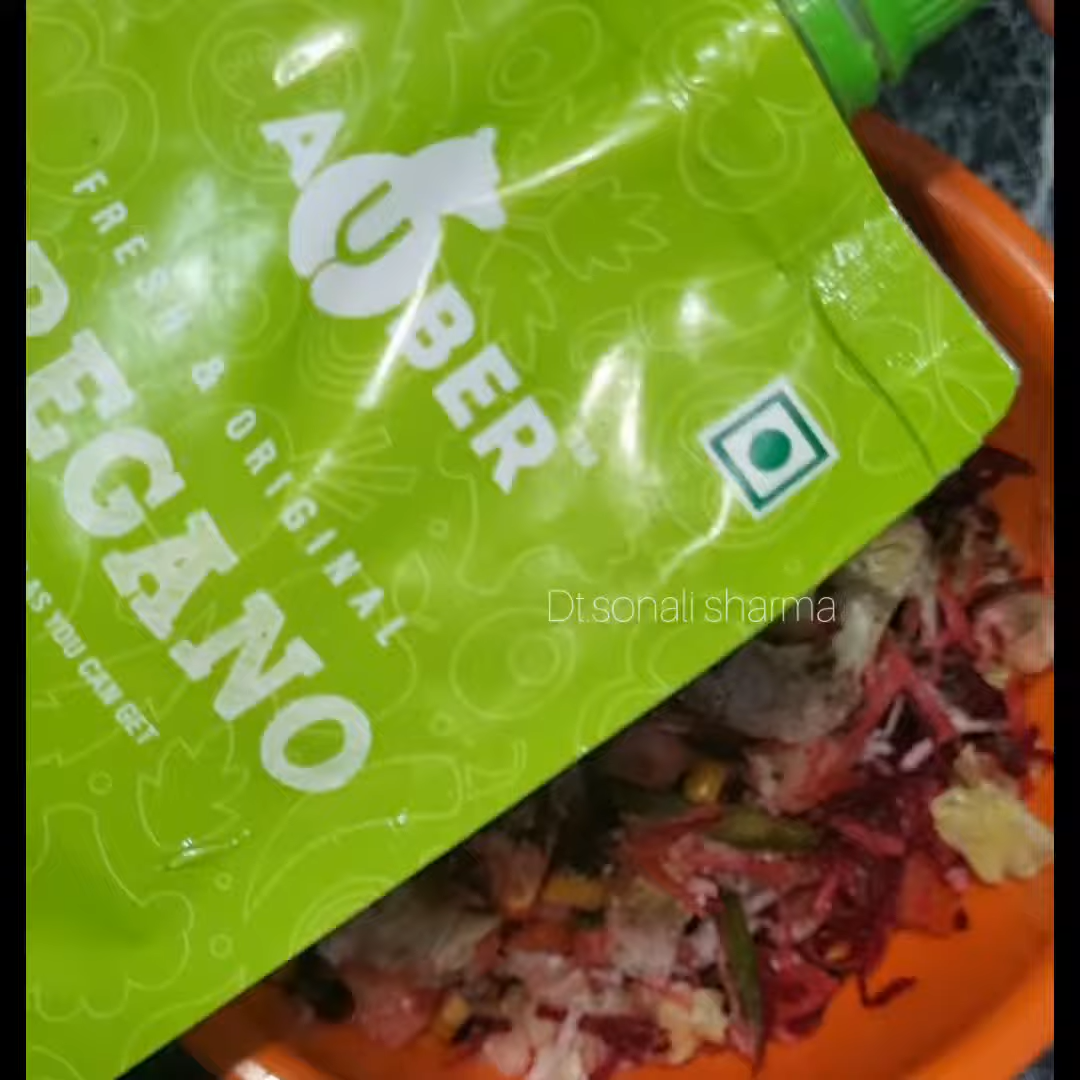 AUBER
FRESH & ORIGINAL
EGANO
AS YOU CAN GET
Dt.sonali sharma